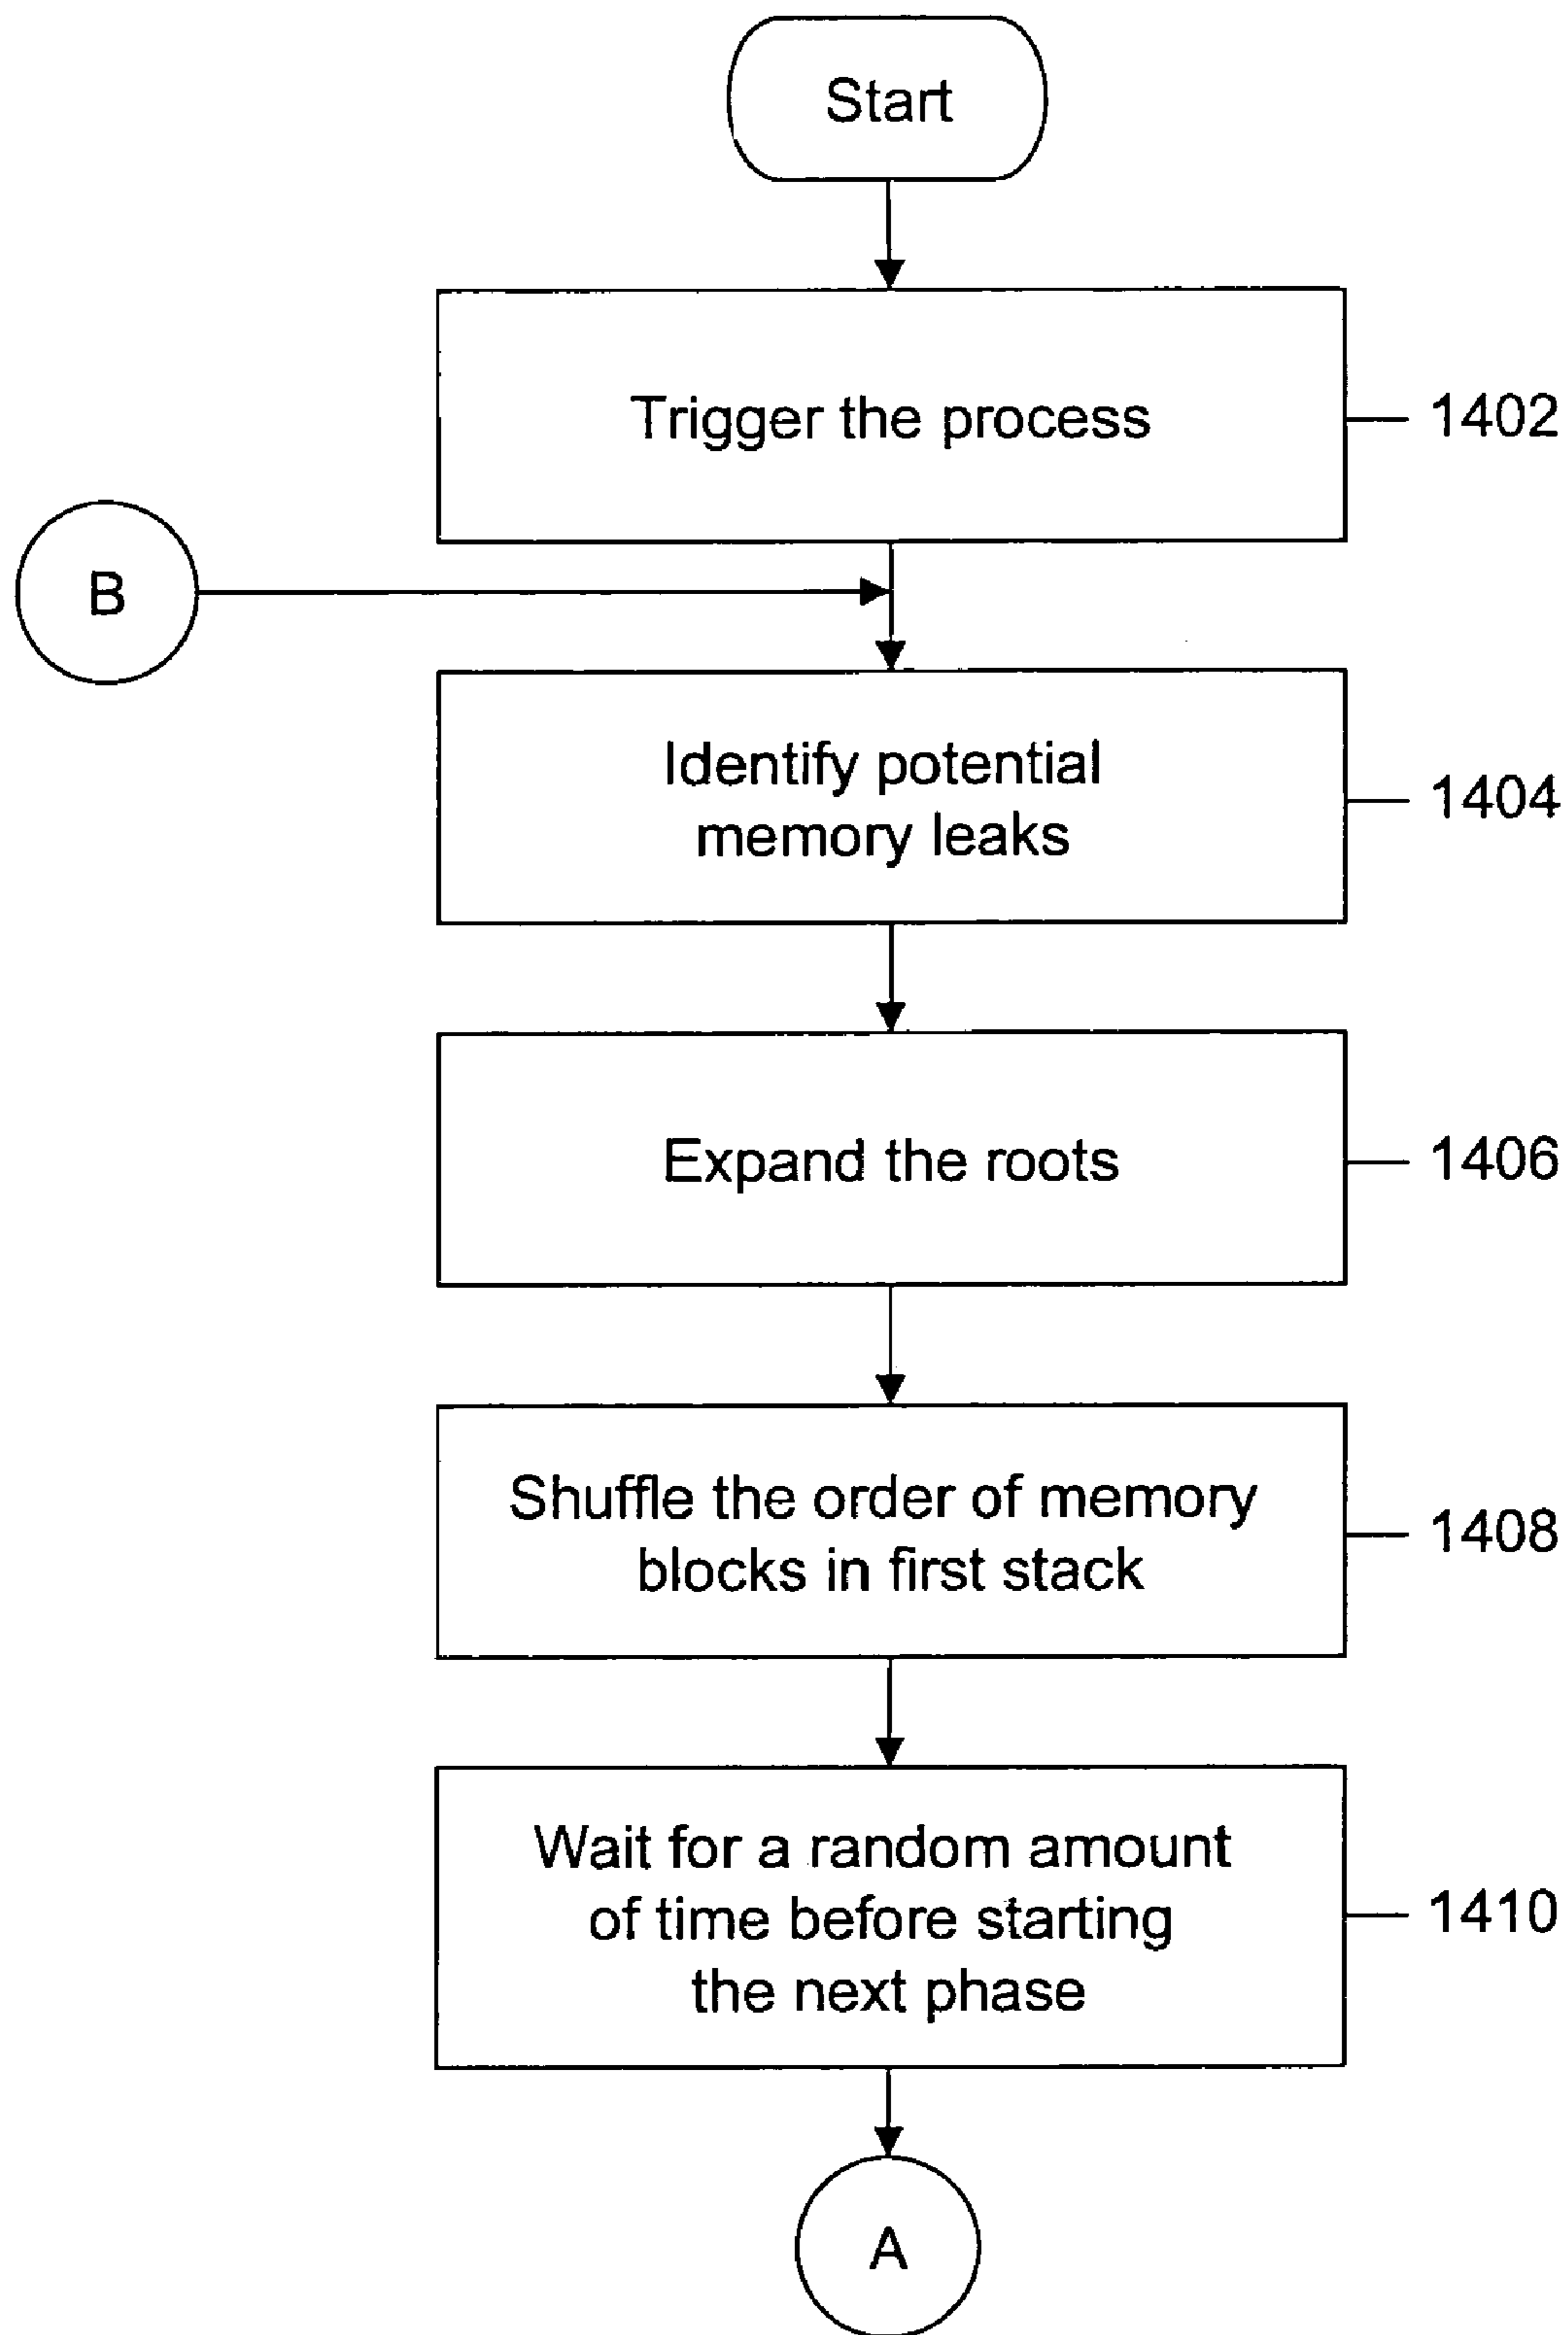 Start
Trigger the process
1402
B
Identify potential
memory leaks
1404
Expand the roots
1406
Shuffle the order of memory
blocks in first stack
1408
Wait for a random amount
of time before starting
the next phase
1410
A